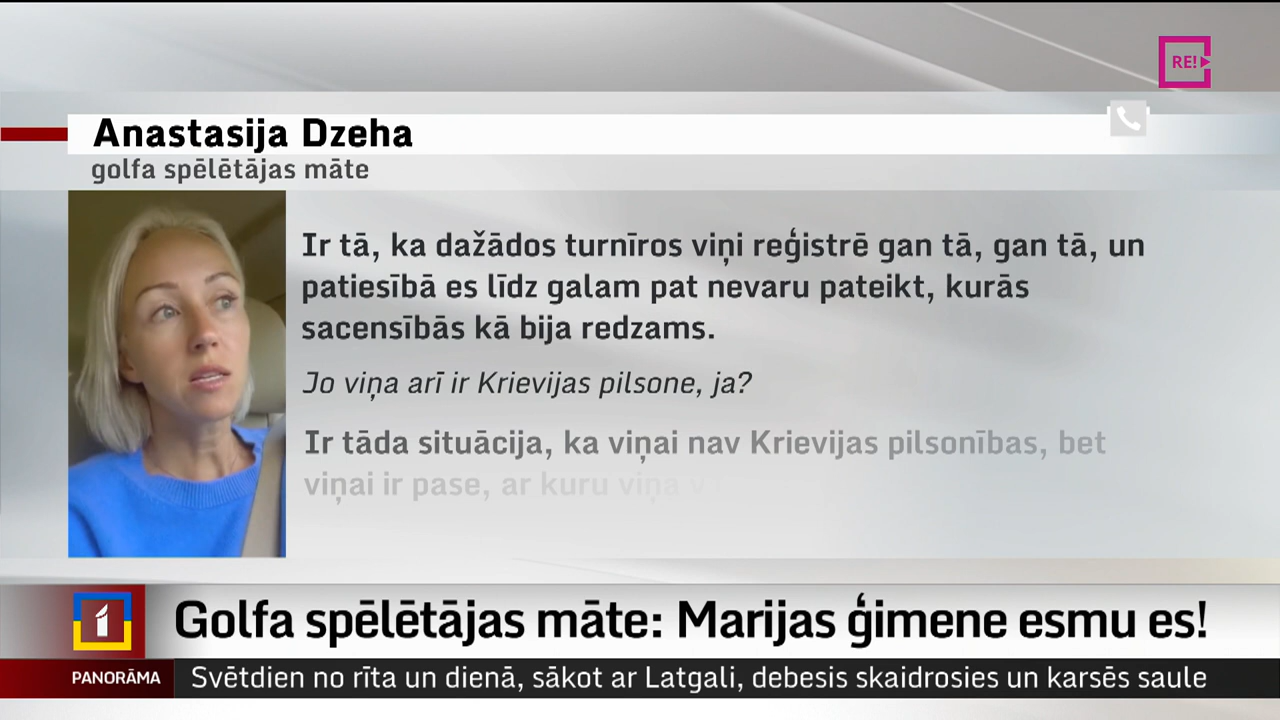 RE!
Anastasija Dzeha
golfa spēlētājas māte
Ir tā, ka dažādos turnīros viņi reģistrē gan tā, gan tā, un
patiesībā es līdz galam pat nevaru pateikt, kurās
sacensībās kā bija redzams.
Jo viņa arī ir Krievijas pilsone, ja?
Ir tāda situācija, ka viņai nav Krievijas pilsonības, bet
viņai ir pase, ar kuru viņa
1 Golfa spēlētājas māte: Marijas ģimene esmu es!
PANORĀMA Svētdien no rīta un dienā, sākot ar Latgali, debesis skaidrosies un karsēs saule